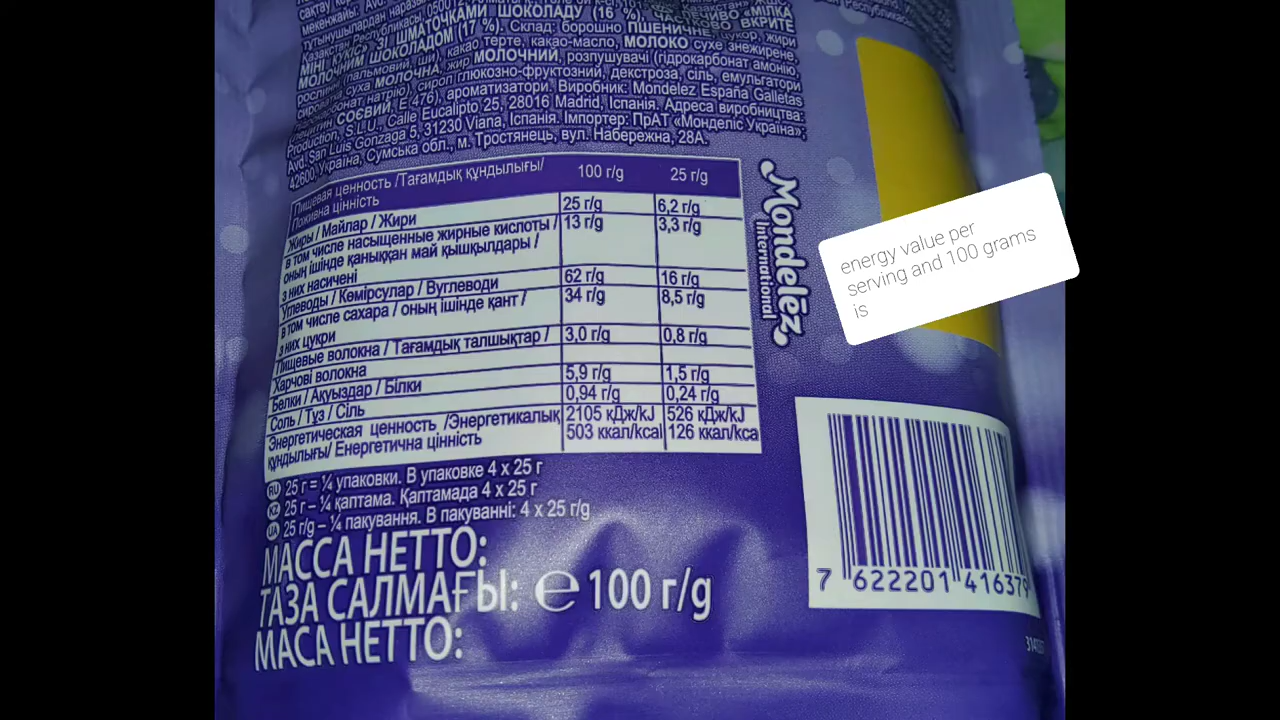 МІНІ КУКІС» ЗІ ШМАТОЧКАМИ ШОКОЛАДУ (16 %), ЧАСТКОВО ВКРИТЕ
МОЛОЧНИМ ШОКОЛАДОМ (17 %). Склад: борошно ПШЕНИЧНЕ, цукор, жири
какао терте, какао-масло, МОЛОКО сухе знежирене,
суха МОЛОЧНА, жир МОЛОЧНИЙ, розпушувачі (гідрокарбонат амонію,
натрію), сироп глюкозно-фруктозний, декстроза, сіль, емульгатори
СОЄВИЙ, Е 476), ароматизатори. Виробник: Mondelez España Galletas
Production, S.L.U., Calle Eucalipto 25, 28016 Madrid, Іспанія. Адреса виробництва:
Avd. San Luis Gonzaga 5, 31230 Viana, Іспанія. Імпортер: ПрАТ «Монделіс Україна»;
42600, Україна, Сумська обл., м. Тростянець, вул. Набережна, 28А.
Пищевая ценность /Тағамдық құндылығы/ 100 г/g 25 г/g
Поживна цінність
Жиры / Майлар / Жири 25 г/g 6,2 г/g
в том числе насыщенные жирные кислоты / 13 г/g 3,3 г/g
оның ішінде қаныққан май қышқылдары /
з них насичені
Углеводы / Көмірсулар / Вуглеводи 62 г/g 16 г/g
в том числе сахара / оның ішінде қант / 34 г/g 8,5 г/g
з них цукри
Пищевые волокна / Тағамдық талшықтар / 3,0 г/g 0,8 г/g
Харчові волокна
Белки / Ақуыздар / Білки 5,9 г/g 1,5 г/g
Соль / Тұз / Сіль 0,94 г/g 0,24 г/g
Энергетическая ценность /Энергетикалық 2105 кДж/kJ 526 кДж/kJ
құндылығы/ Енергетична цінність 503 ккал/kcal 126 ккал/kca
RU 25 г = ¼ упаковки. В упаковке 4 x 25 г
KZ 25 г – ¼ қаптама. Қаптамада 4 x 25 г
UA 25 г/g – ¼ пакування. В пакуванні: 4 x 25 г/g
МАССА НЕТТО:
ТАЗА САЛМАҒЫ: e 100 г/g
МАСА НЕТТО:
Mondelēz
International
energy value per
serving and 100 grams
is
7 622201 416379